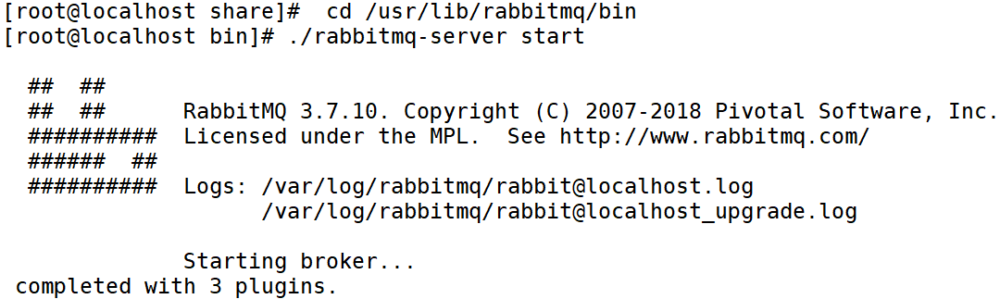 [root@localhost share]#  cd /usr/lib/rabbitmq/bin
[root@localhost bin]# ./rabbitmq-server start

  ##  ##
  ##  ##      RabbitMQ 3.7.10. Copyright (C) 2007-2018 Pivotal Software, Inc.
  ##########  Licensed under the MPL.  See http://www.rabbitmq.com/
  ######  ##
  ##########  Logs: /var/log/rabbitmq/rabbit@localhost.log
                    /var/log/rabbitmq/rabbit@localhost_upgrade.log

              Starting broker...
 completed with 3 plugins.